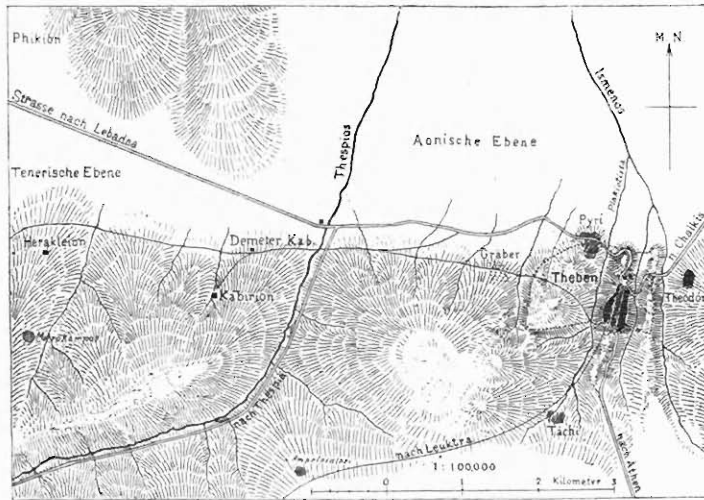 Phikion
M. N.
Strasse nach Lebadea
Thespios
Ismenos
Aonische Ebene
Tenerische Ebene
Pyri
n. Chalkis
Herakleion
Demeter Kab.
Gräber
Theben
Kabirion
Theodor
nach Thespiai
nach Leuktra
Tachi
nach Athen
1:100,000
0 1 2 Kilometer 3